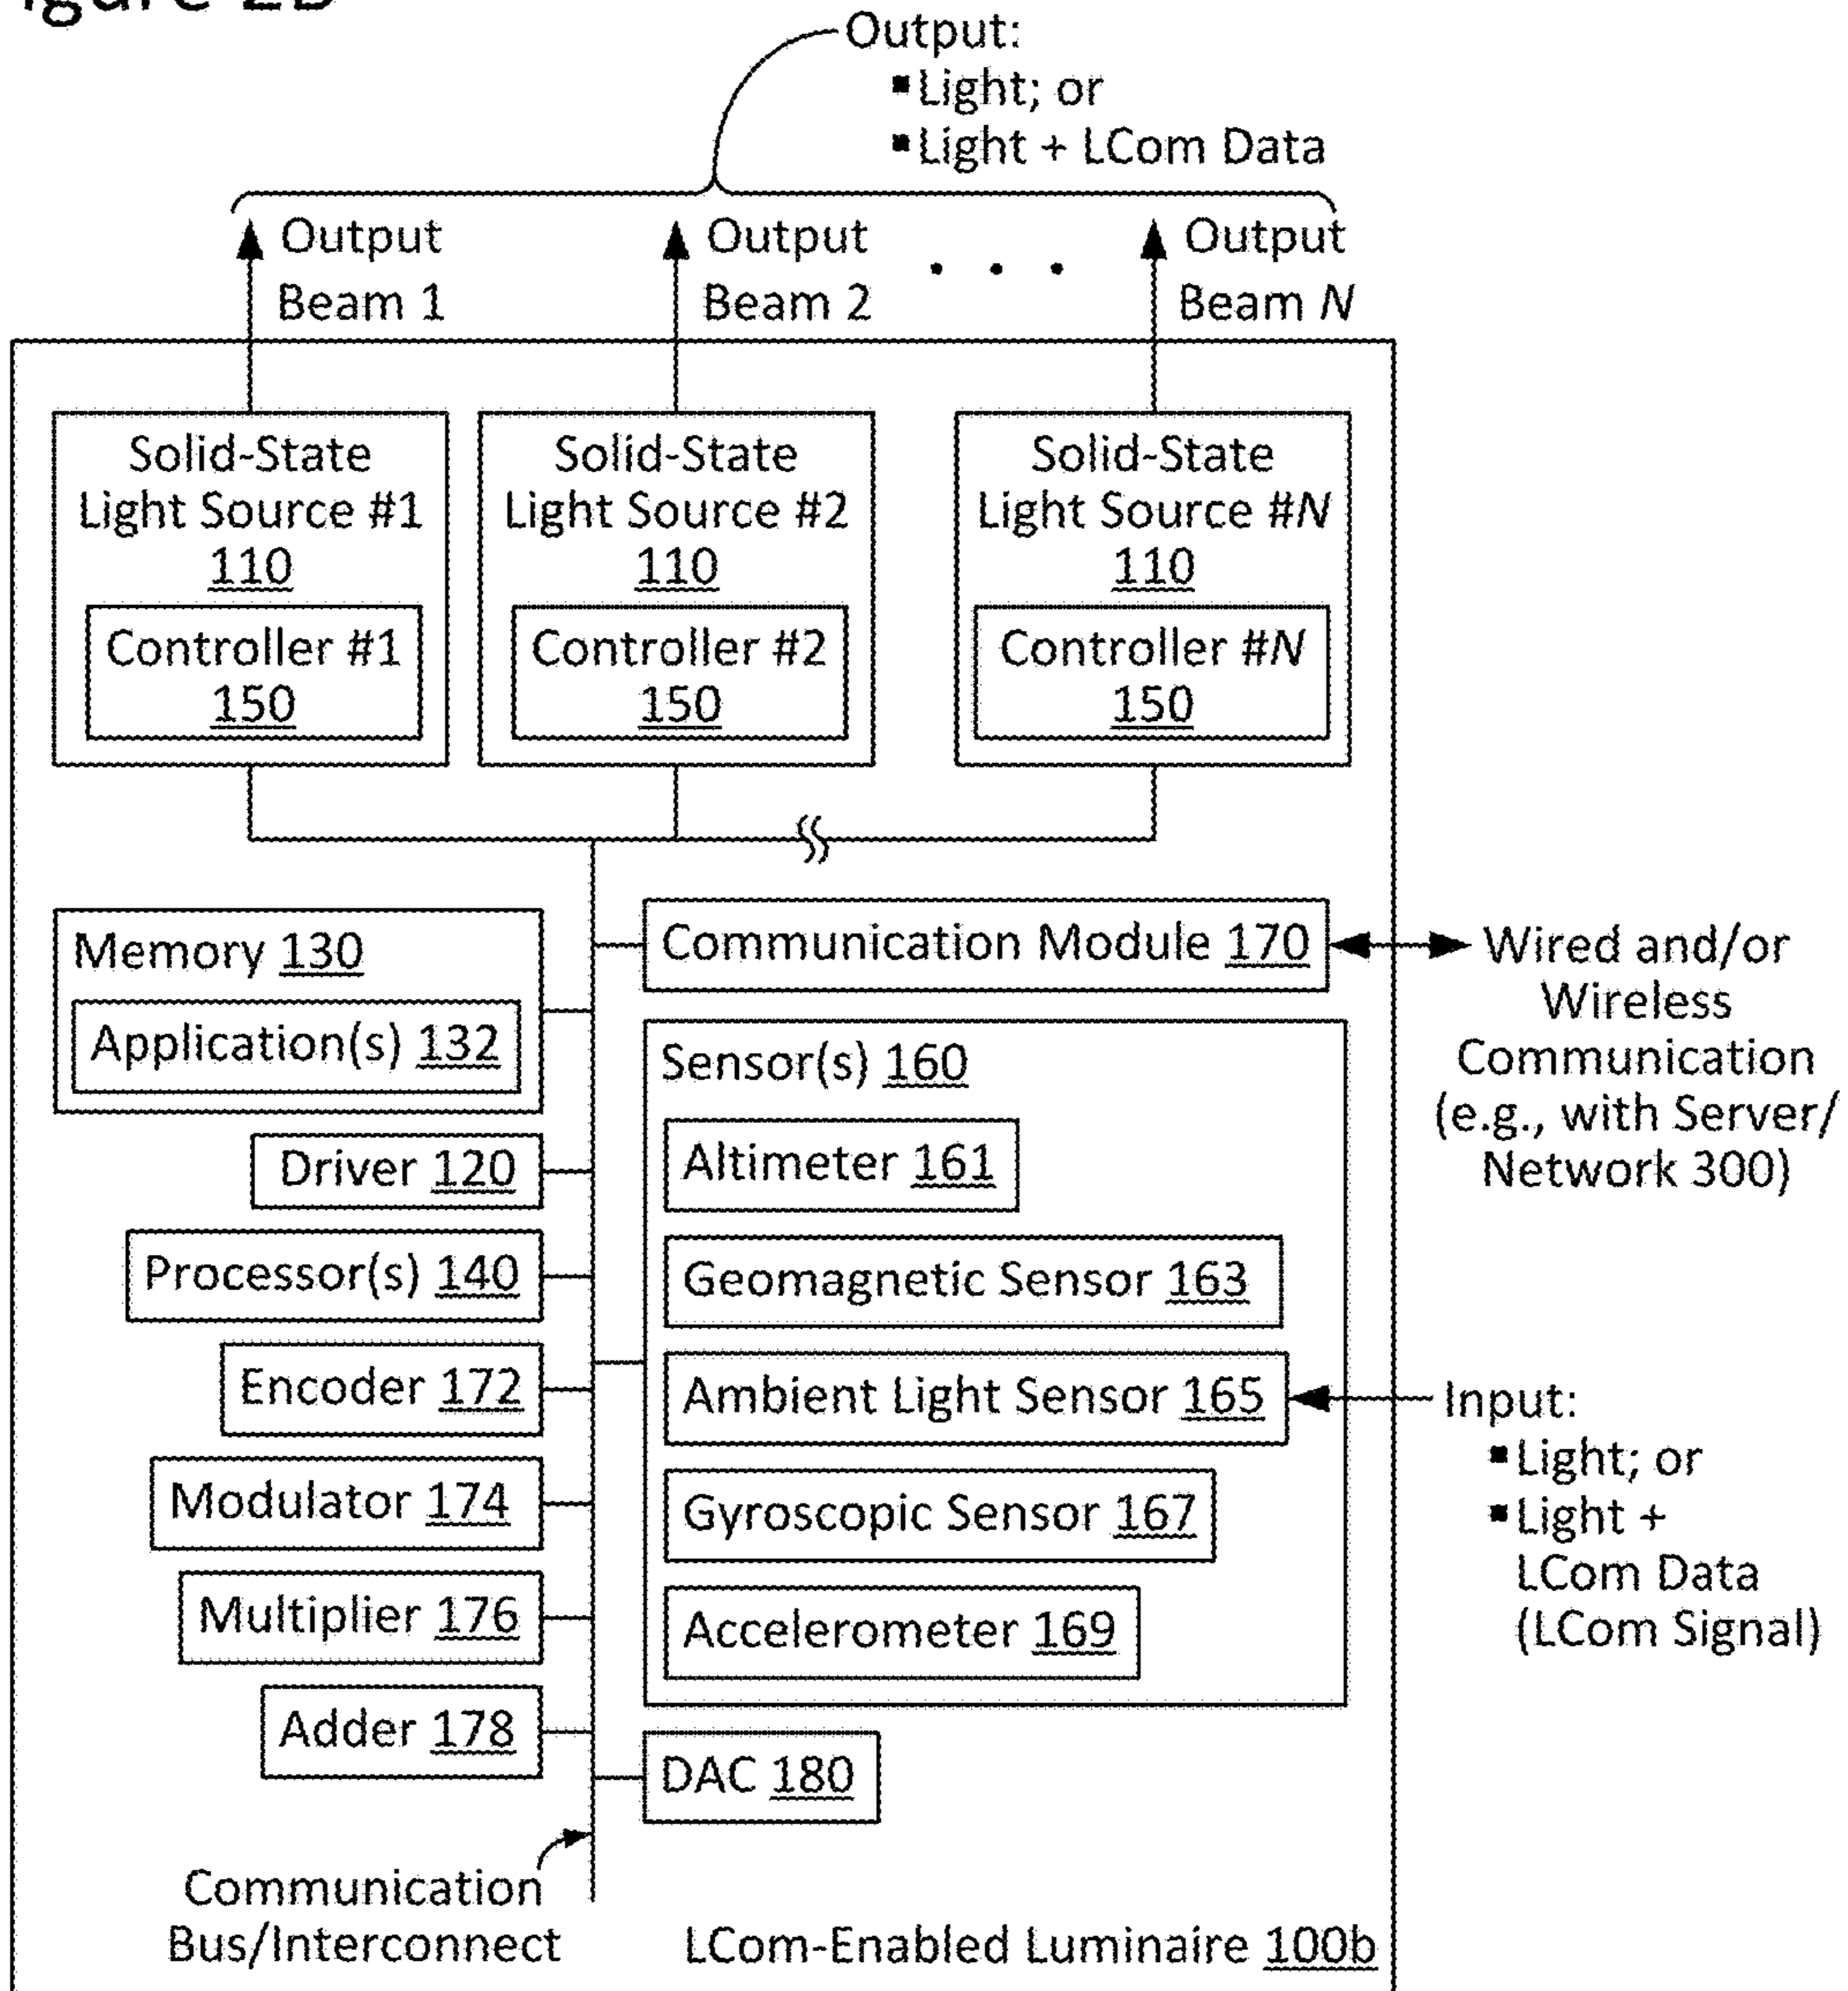 Output:
▪Light; or
▪Light + LCom Data
Output
Beam 1
Output
Beam 2
. . .
Output
Beam N
Solid-State
Light Source #1
110
Controller #1
150
Solid-State
Light Source #2
110
Controller #2
150
Solid-State
Light Source #N
110
Controller #N
150
Memory 130
Application(s) 132
Driver 120
Processor(s) 140
Encoder 172
Modulator 174
Multiplier 176
Adder 178
Communication
Bus/Interconnect
Communication Module 170
Wired and/or
Wireless
Communication
(e.g., with Server/
Network 300)
Sensor(s) 160
Altimeter 161
Geomagnetic Sensor 163
Ambient Light Sensor 165
Gyroscopic Sensor 167
Accelerometer 169
Input:
▪Light; or
▪Light +
LCom Data
(LCom Signal)
DAC 180
LCom-Enabled Luminaire 100b